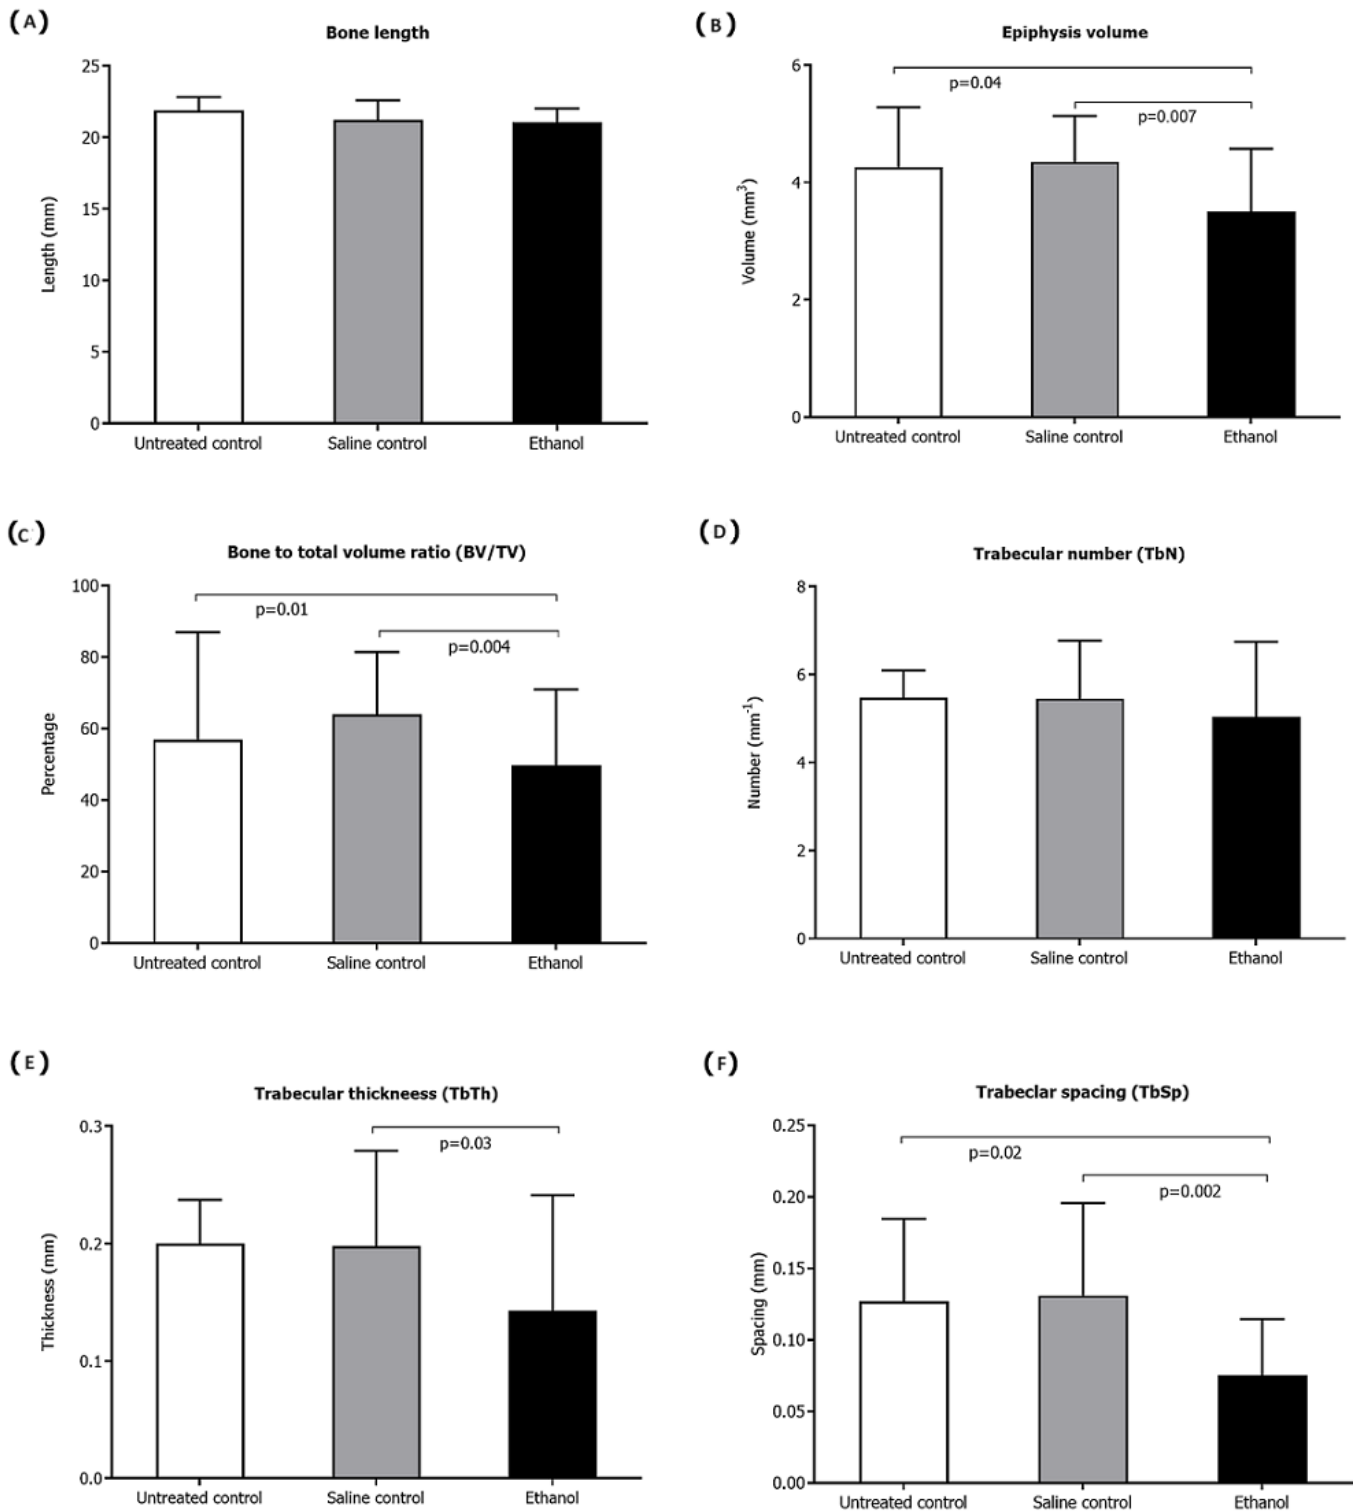 (A)
Bone length
25
20
15
10
5
0
Length (mm)
Untreated control Saline control Ethanol
(B)
Epiphysis volume
6
4
2
0
Volume (mm³)
p=0.04
p=0.007
Untreated control Saline control Ethanol
(C)
Bone to total volume ratio (BV/TV)
100
80
60
40
20
0
Percentage
p=0.01
p=0.004
Untreated control Saline control Ethanol
(D)
Trabecular number (TbN)
8
6
4
2
0
Number (mm⁻¹)
Untreated control Saline control Ethanol
(E)
Trabecular thickneess (TbTh)
0.3
0.2
0.1
0.0
Thickness (mm)
p=0.03
Untreated control Saline control Ethanol
(F)
Trabeclar spacing (TbSp)
0.25
0.20
0.15
0.10
0.05
0.00
Spacing (mm)
p=0.02
p=0.002
Untreated control Saline control Ethanol